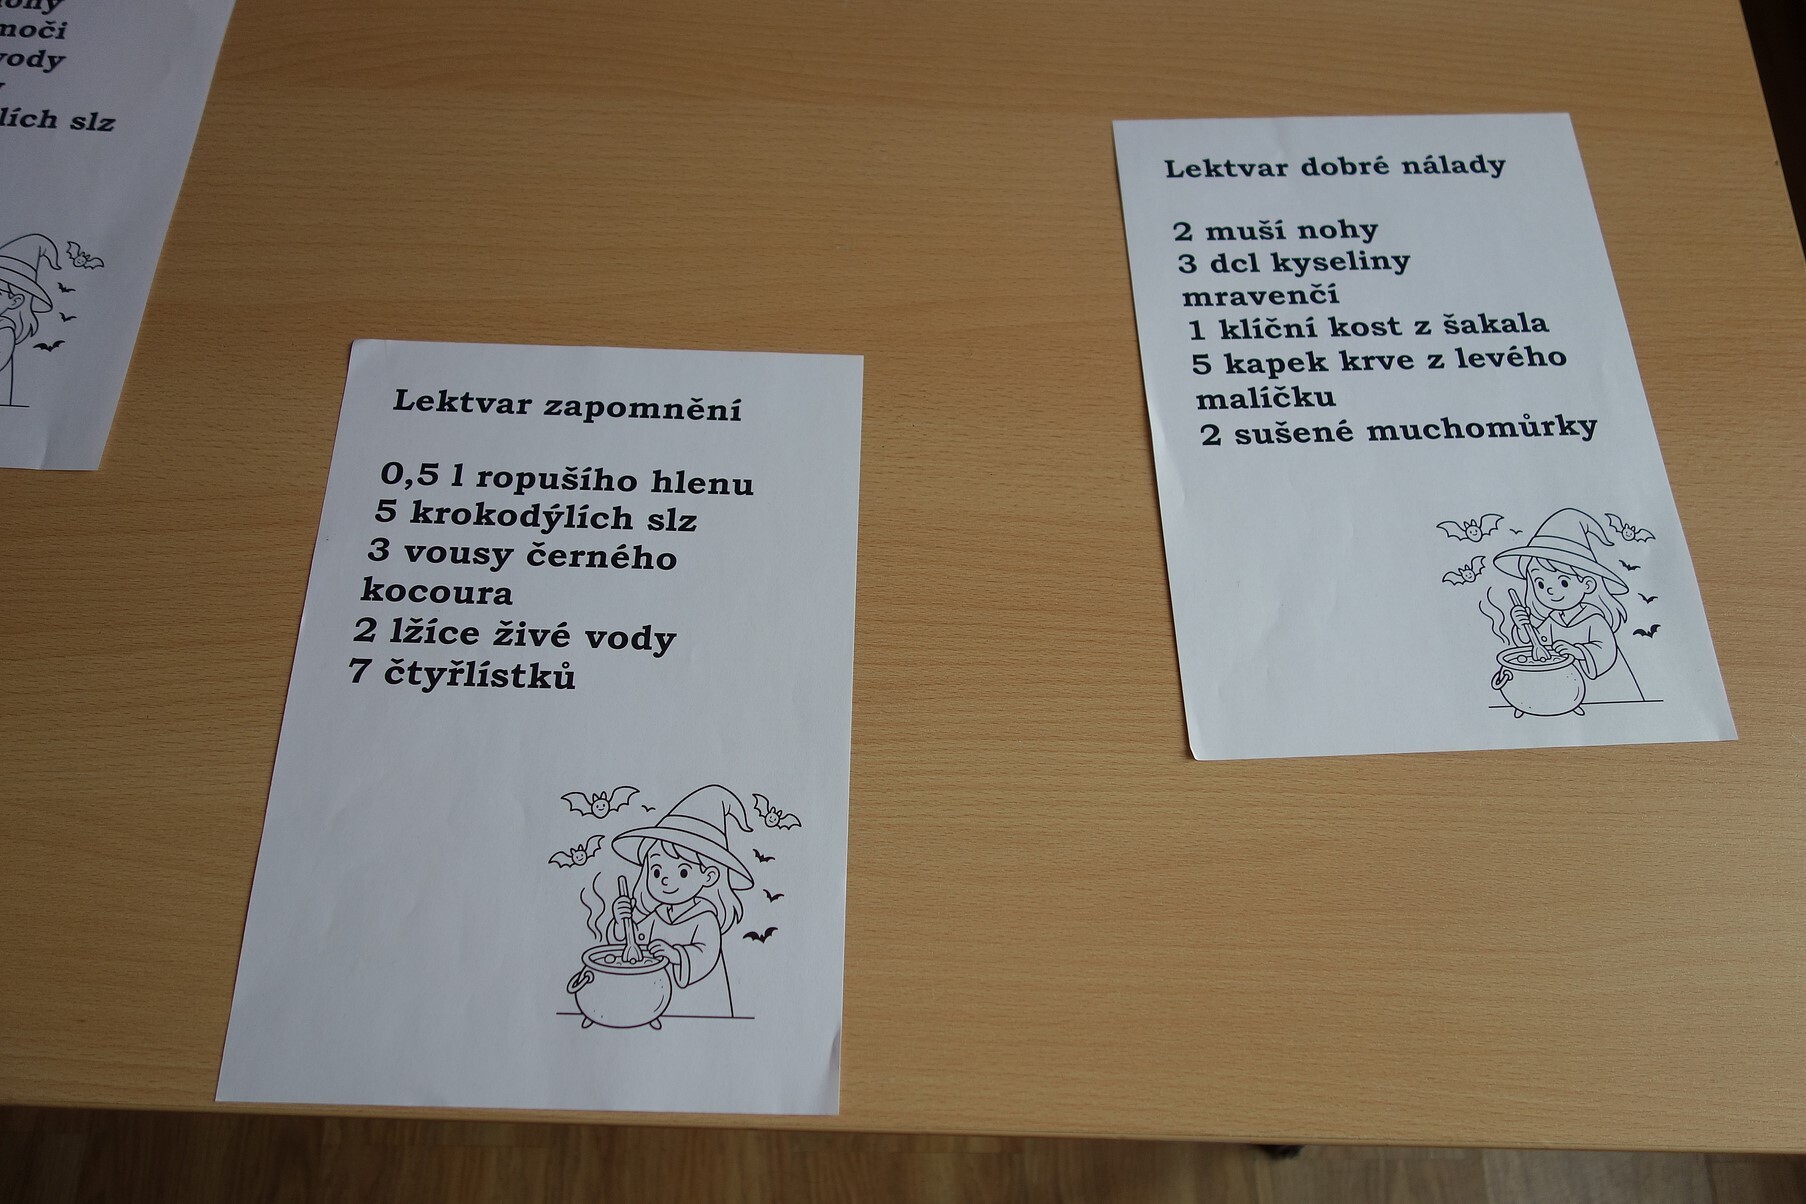 moči
vody
slz
Lektvar zapomnění
0,5 l ropušího hlenu
5 krokodýlích slz
3 vousy černého
kocoura
2 lžíce živé vody
7 čtyřlístků
Lektvar dobré nálady
2 muší nohy
3 dcl kyseliny
mravenčí
1 klíční kost z šakala
5 kapek krve z levého
malíčku
2 sušené muchomůrky